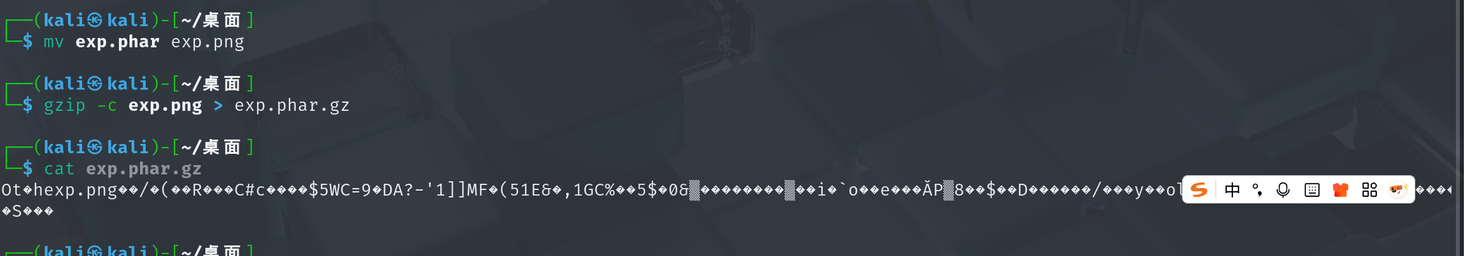 ┌──(kali㉿kali)-[~/桌面]
└─$ mv exp.phar exp.png
┌──(kali㉿kali)-[~/桌面]
└─$ gzip -c exp.png > exp.phar.gz
┌──(kali㉿kali)-[~/桌面]
└─$ cat exp.phar.gz
Ot�hexp.png��/�(��R���C#c����$5WC=9�DA?-'1]]MF�(51E&�,1GC%��5$�0&▒���������▒��i�`o��e���ĂP▒8��$��D������/���y��ol
中
�S���
┌──(kali㉿kali)-[~/桌面]